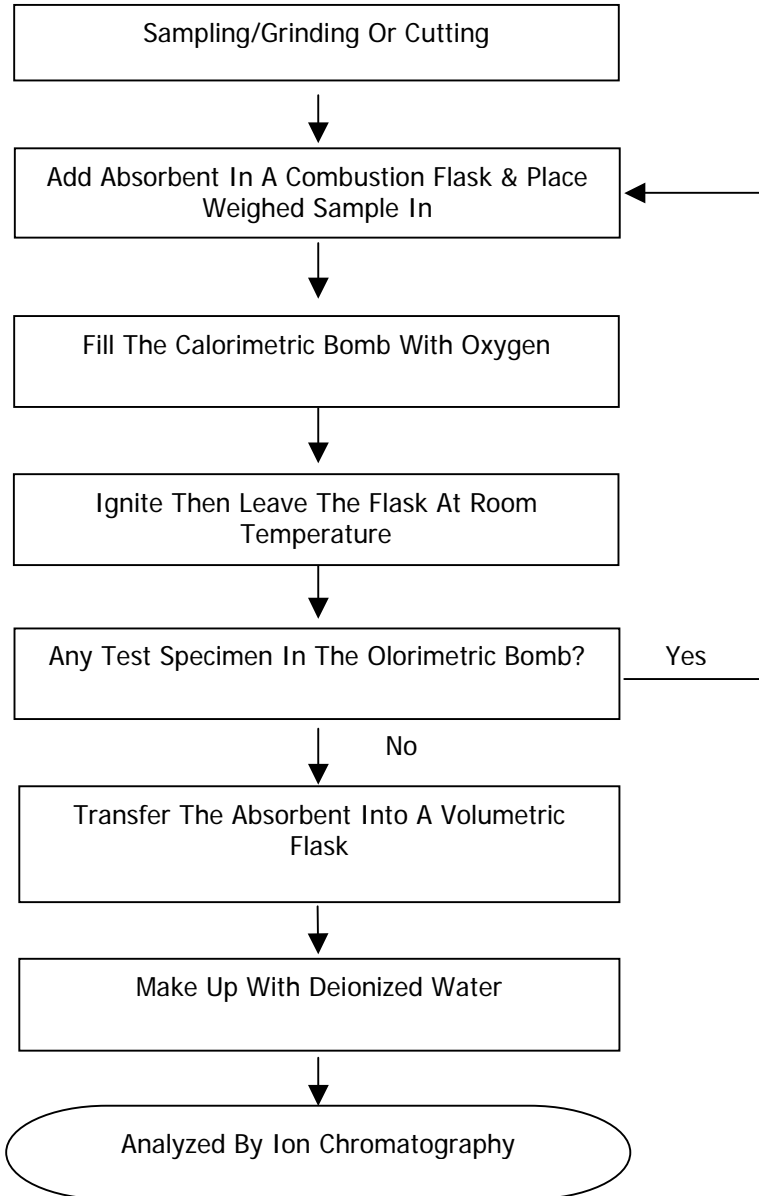 Sampling/Grinding Or Cutting
Add Absorbent In A Combustion Flask & Place
Weighed Sample In
Fill The Calorimetric Bomb With Oxygen
Ignite Then Leave The Flask At Room
Temperature
Any Test Specimen In The Olorimetric Bomb?
Yes
No
Transfer The Absorbent Into A Volumetric
Flask
Make Up With Deionized Water
Analyzed By Ion Chromatography